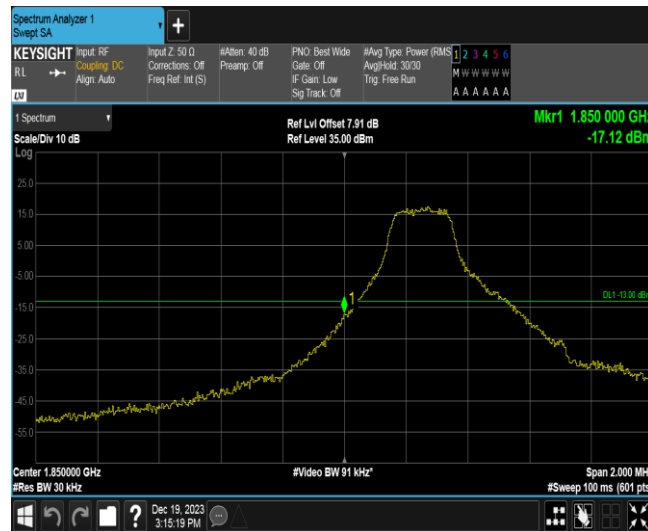 Spectrum Analyzer 1
Swept SA
+
KEYSIGHT
RL
LXI
Input: RF
Coupling: DC
Align: Auto
Input Z: 50 Ω
Corrections: Off
Freq Ref: Int (S)
#Atten: 40 dB
Preamp: Off
PNO: Best Wide
Gate: Off
IF Gain: Low
Sig Track: Off
#Avg Type: Power (RMS
Avg|Hold: 30/30
Trig: Free Run
1 2 3 4 5 6
M W W W W W
A A A A A A
1 Spectrum
Scale/Div 10 dB
Log
Ref Lvl Offset 7.91 dB
Ref Level 35.00 dBm
Mkr1 1.850 000 GHz
-17.12 dBm
25.0
15.0
5.00
-5.00
-15.0
-25.0
-35.0
-45.0
-55.0
1
DL1 -13.00 dBm
Center 1.850000 GHz
#Res BW 30 kHz
#Video BW 91 kHz*
Span 2.000 MH
#Sweep 100 ms (601 pts
?
Dec 19, 2023
3:15:19 PM